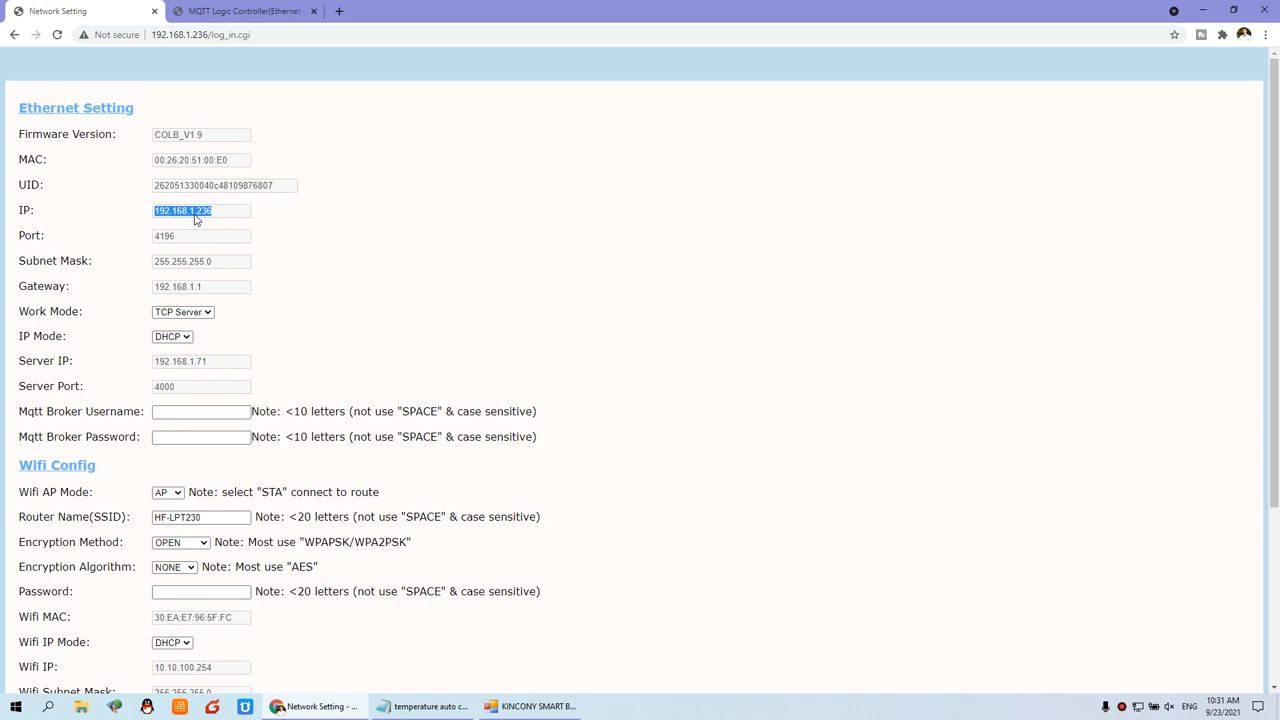 Network Setting
MQTT Logic Controller(Ethernet -
Not secure 192.168.1.236/log_in.cgi
Ethernet Setting
Firmware Version: COLB_V1.9
MAC: 00:26:20:51:00:E0
UID: 262051330040c48109876807
IP: 192.168.1.236
Port: 4196
Subnet Mask: 255.255.255.0
Gateway: 192.168.1.1
Work Mode: TCP Server
IP Mode: DHCP
Server IP: 192.168.1.71
Server Port: 4000
Mqtt Broker Username: Note: <10 letters (not use "SPACE" & case sensitive)
Mqtt Broker Password: Note: <10 letters (not use "SPACE" & case sensitive)
Wifi Config
Wifi AP Mode: AP Note: select "STA" connect to route
Router Name(SSID): HF-LPT230 Note: <20 letters (not use "SPACE" & case sensitive)
Encryption Method: OPEN Note: Most use "WPAPSK/WPA2PSK"
Encryption Algorithm: NONE Note: Most use "AES"
Password: Note: <20 letters (not use "SPACE" & case sensitive)
Wifi MAC: 30:EA:E7:96:5F:FC
Wifi IP Mode: DHCP
Wifi IP: 10.10.100.254
Wifi Subnet Mask: 255.255.255.0
Network Setting - ...
temperature auto c...
KINCONY SMART B...
ENG
10:31 AM
9/23/2021